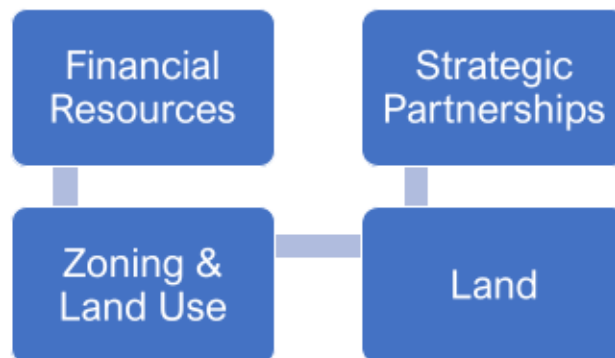 Financial
Resources
Strategic
Partnerships
Zoning &
Land Use
Land